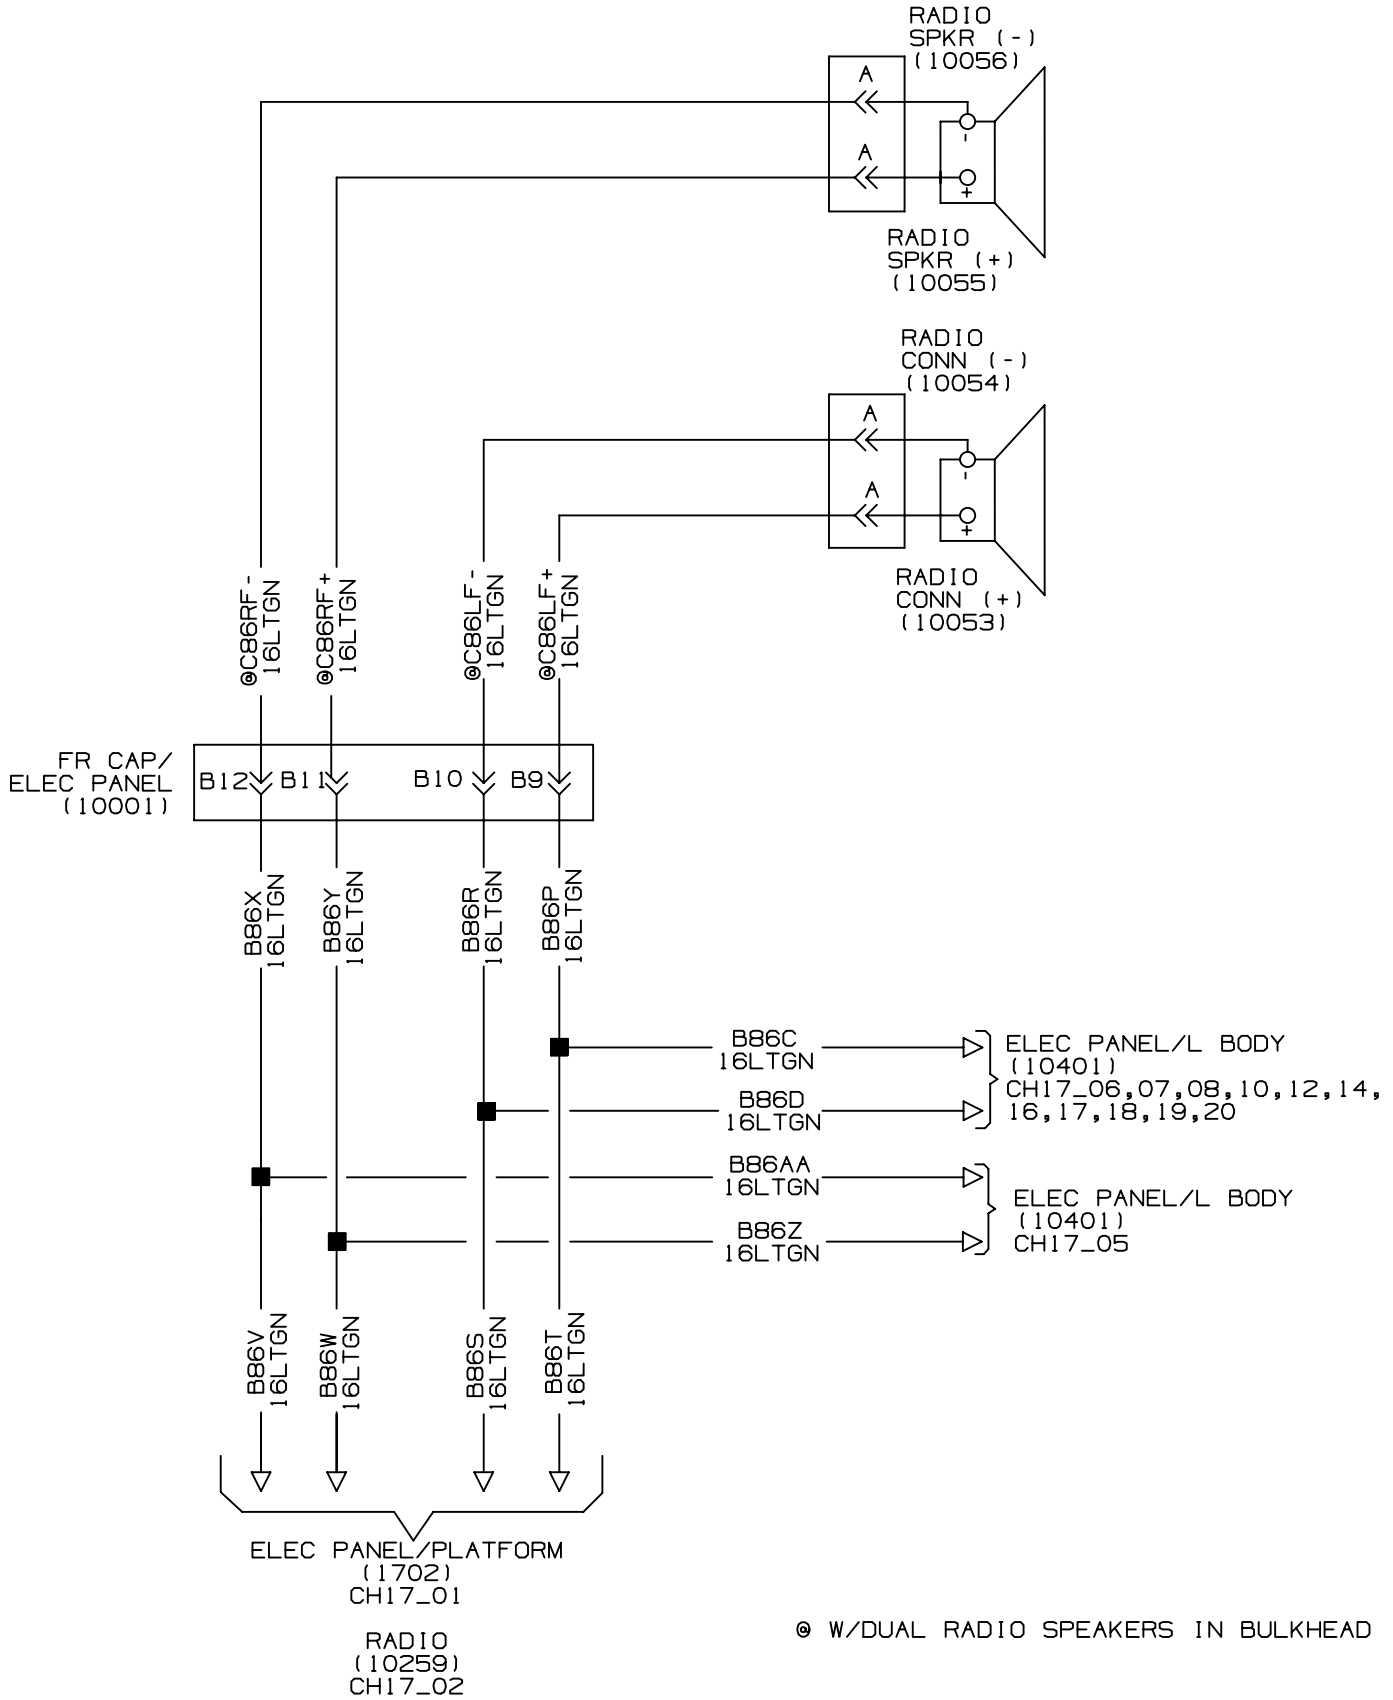 RADIO
SPKR (-)
(10056)
A
-
A
+
RADIO
SPKR (+)
(10055)
RADIO
CONN (-)
(10054)
A
-
A
+
RADIO
CONN (+)
(10053)
@C86RF-
16LTGN
@C86RF+
16LTGN
@C86LF-
16LTGN
@C86LF+
16LTGN
FR CAP/
ELEC PANEL
(10001)
B12
B11
B10
B9
B86X
16LTGN
B86Y
16LTGN
B86R
16LTGN
B86P
16LTGN
B86C
16LTGN
B86D
16LTGN
ELEC PANEL/L BODY
(10401)
CH17_06,07,08,10,12,14,
16,17,18,19,20
B86AA
16LTGN
B86Z
16LTGN
ELEC PANEL/L BODY
(10401)
CH17_05
B86V
16LTGN
B86W
16LTGN
B86S
16LTGN
B86T
16LTGN
ELEC PANEL/PLATFORM
(1702)
CH17_01
RADIO
(10259)
CH17_02
@ W/DUAL RADIO SPEAKERS IN BULKHEAD